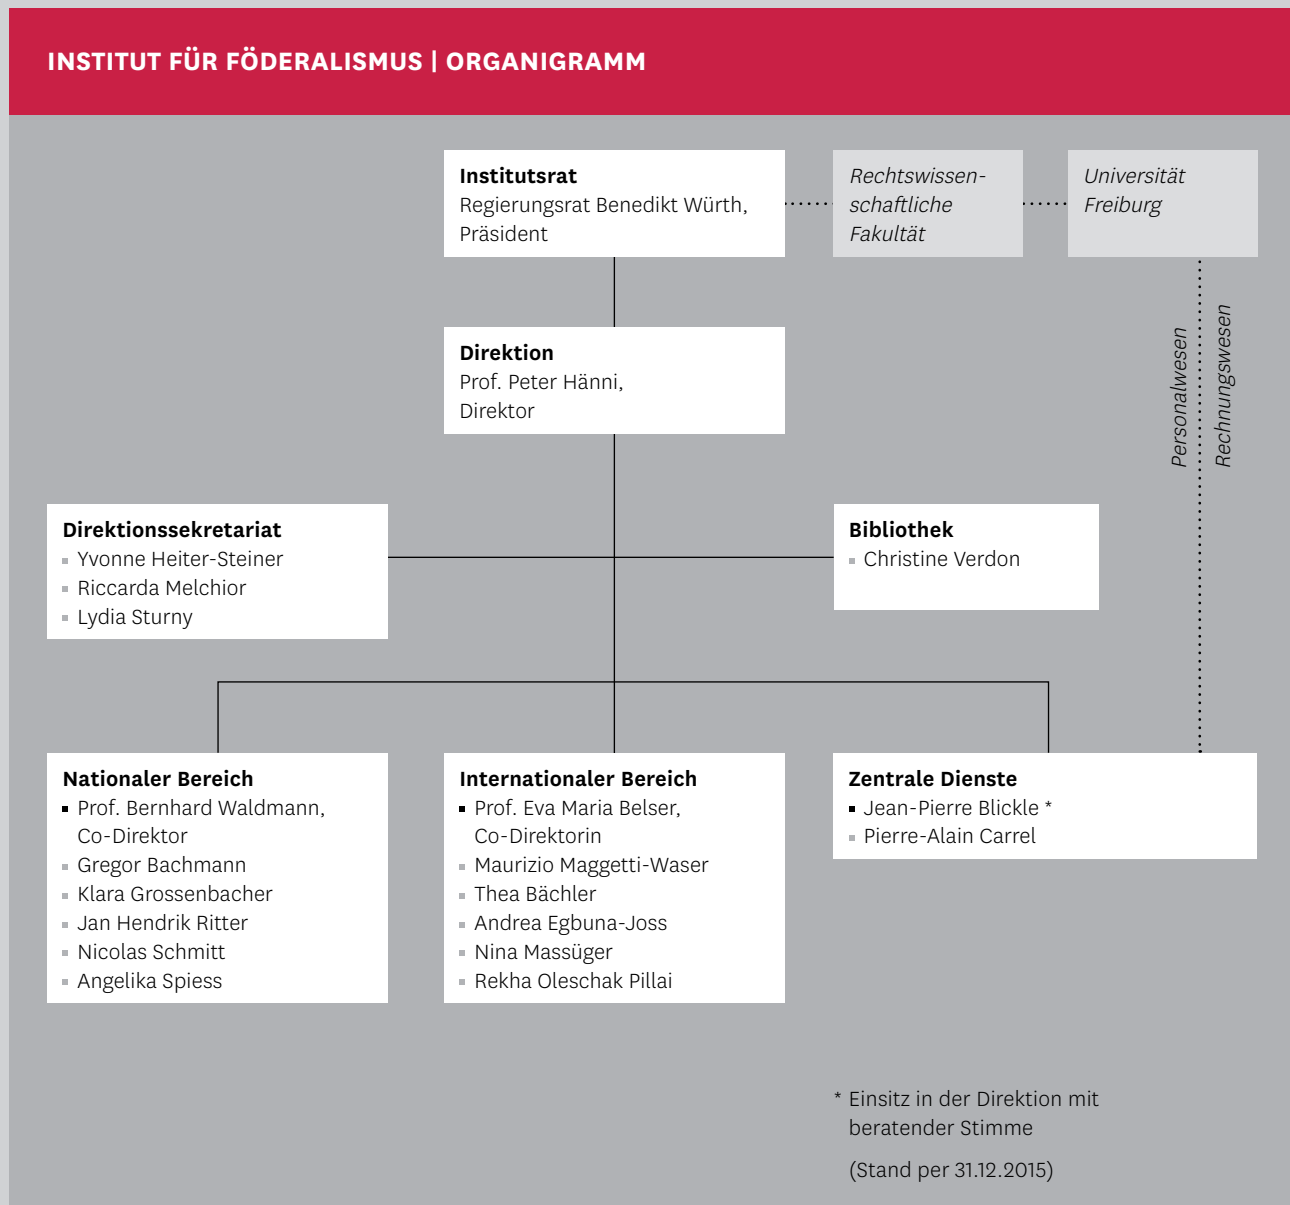 INSTITUT FÜR FÖDERALISMUS | ORGANIGRAMM
Institutsrat
Regierungsrat Benedikt Würth,
Präsident
Rechtswissen-
schaftliche
Fakultät
Universität
Freiburg
Personalwesen
Rechnungswesen
Direktion
Prof. Peter Hänni,
Direktor
Direktionssekretariat
Yvonne Heiter-Steiner
Riccarda Melchior
Lydia Sturny
Bibliothek
Christine Verdon
Nationaler Bereich
Prof. Bernhard Waldmann,
Co-Direktor
Gregor Bachmann
Klara Grossenbacher
Jan Hendrik Ritter
Nicolas Schmitt
Angelika Spiess
Internationaler Bereich
Prof. Eva Maria Belser,
Co-Direktorin
Maurizio Maggetti-Waser
Thea Bächler
Andrea Egbuna-Joss
Nina Massüger
Rekha Oleschak Pillai
Zentrale Dienste
Jean-Pierre Blickle *
Pierre-Alain Carrel
* Einsitz in der Direktion mit
beratender Stimme
(Stand per 31.12.2015)